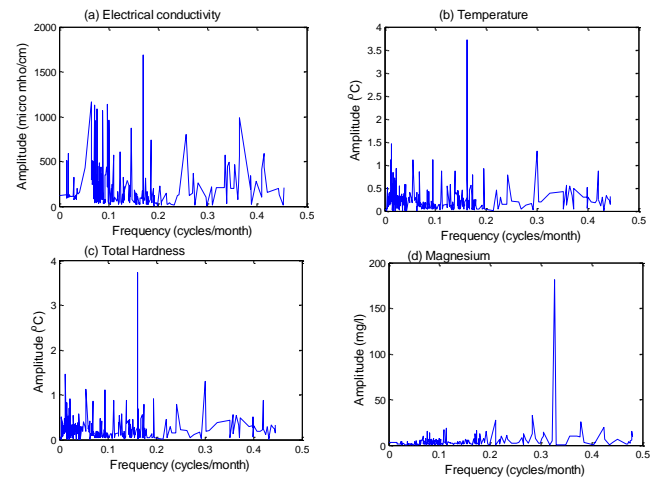 (a) Electrical conductivity
2000
1500
1000
500
0
Amplitude (micro mho/cm)
0 0.1 0.2 0.3 0.4 0.5
Frequency (cycles/month)
(b) Temperature
4
3.5
3
2.5
2
1.5
1
0.5
0
Amplitude (⁰C)
0 0.1 0.2 0.3 0.4 0.5
Frequency (cycles/month)
(c) Total Hardness
4
3
2
1
0
Amplitude (⁰C)
0 0.1 0.2 0.3 0.4 0.5
Frequency (cycles/month)
(d) Magnesium
200
150
100
50
0
Amplitude (mg/l)
0 0.1 0.2 0.3 0.4 0.5
Frequency (cycles/month)